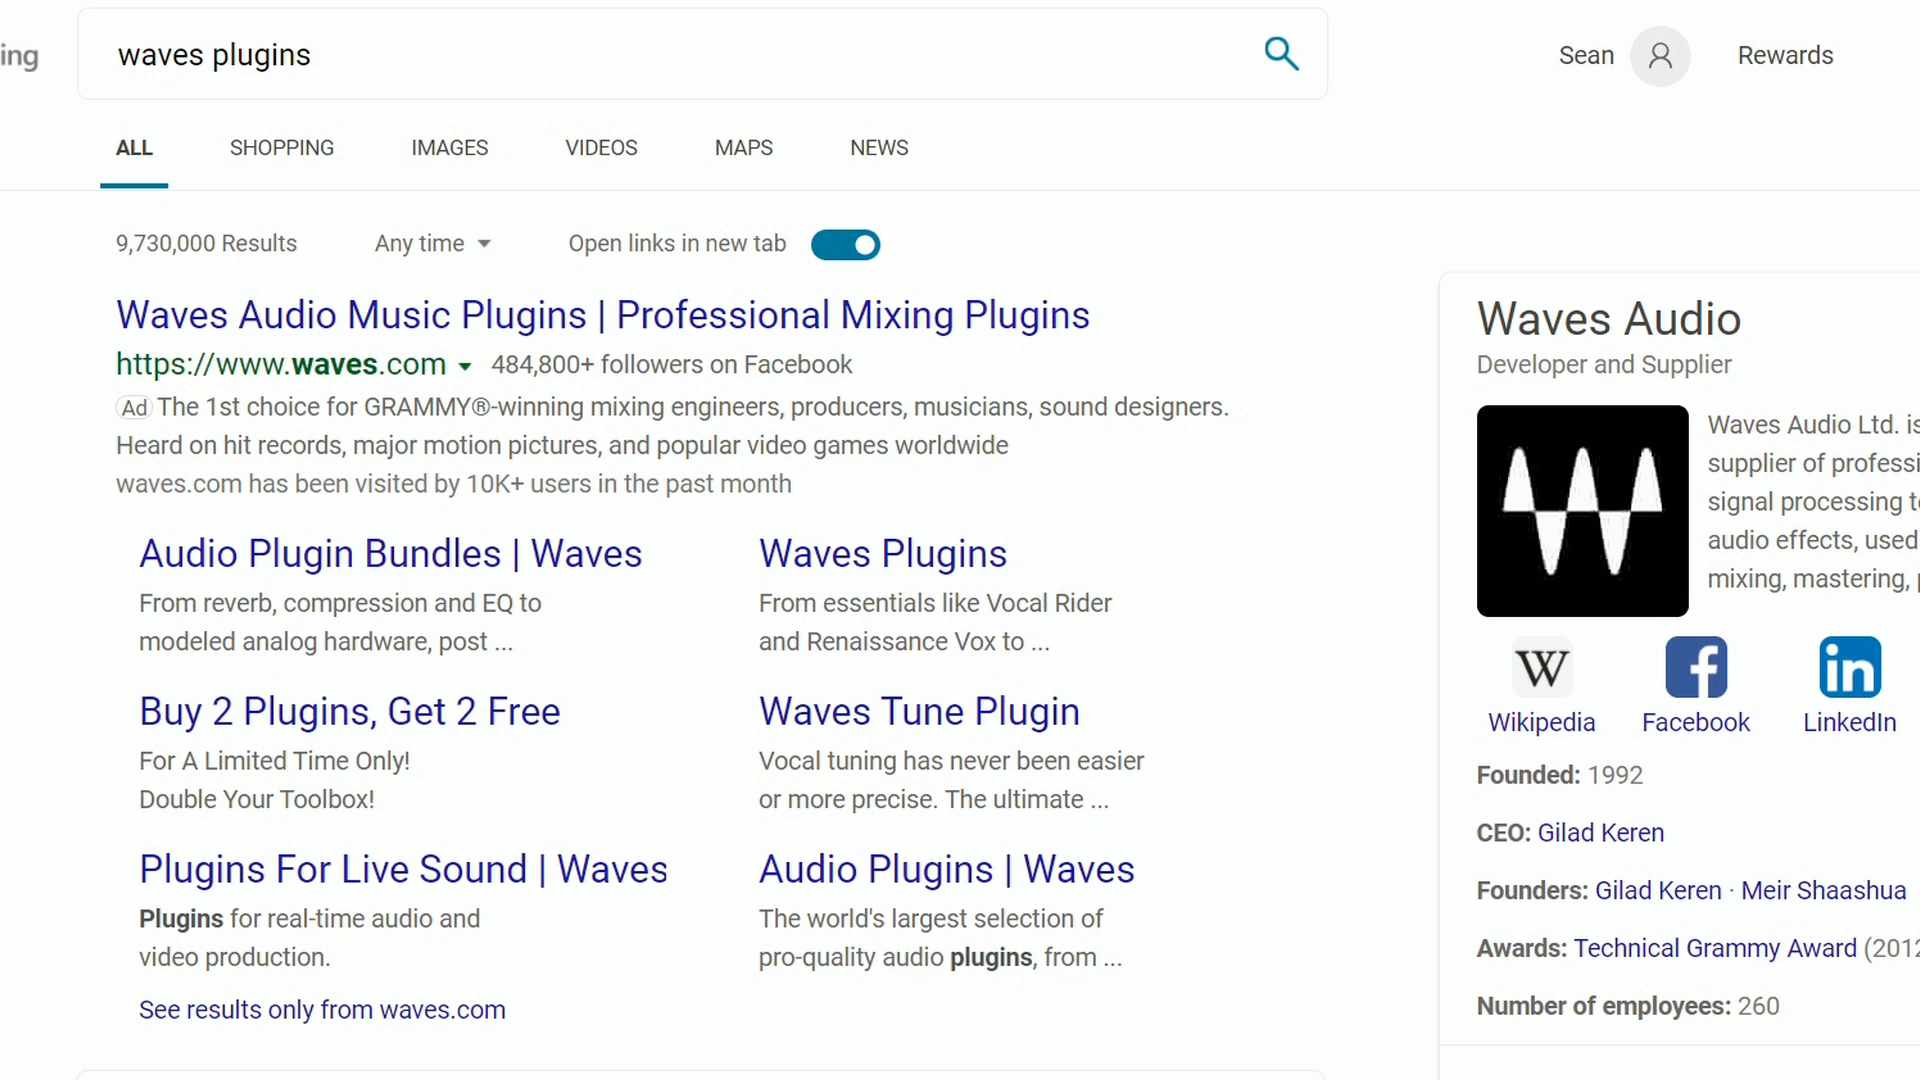 ing
waves plugins
Sean
Rewards
ALL SHOPPING IMAGES VIDEOS MAPS NEWS
9,730,000 Results Any time Open links in new tab
Waves Audio Music Plugins | Professional Mixing Plugins
https://www.waves.com 484,800+ followers on Facebook
Ad The 1st choice for GRAMMY®-winning mixing engineers, producers, musicians, sound designers.
Heard on hit records, major motion pictures, and popular video games worldwide
waves.com has been visited by 10K+ users in the past month
Audio Plugin Bundles | Waves
From reverb, compression and EQ to
modeled analog hardware, post ...
Waves Plugins
From essentials like Vocal Rider
and Renaissance Vox to ...
Buy 2 Plugins, Get 2 Free
For A Limited Time Only!
Double Your Toolbox!
Waves Tune Plugin
Vocal tuning has never been easier
or more precise. The ultimate ...
Plugins For Live Sound | Waves
Plugins for real-time audio and
video production.
Audio Plugins | Waves
The world's largest selection of
pro-quality audio plugins, from ...
See results only from waves.com
Waves Audio
Developer and Supplier
Waves Audio Ltd. is
supplier of professi
signal processing te
audio effects, used
mixing, mastering, p
W f in
Wikipedia Facebook LinkedIn
Founded: 1992
CEO: Gilad Keren
Founders: Gilad Keren · Meir Shaashua
Awards: Technical Grammy Award (2012
Number of employees: 260